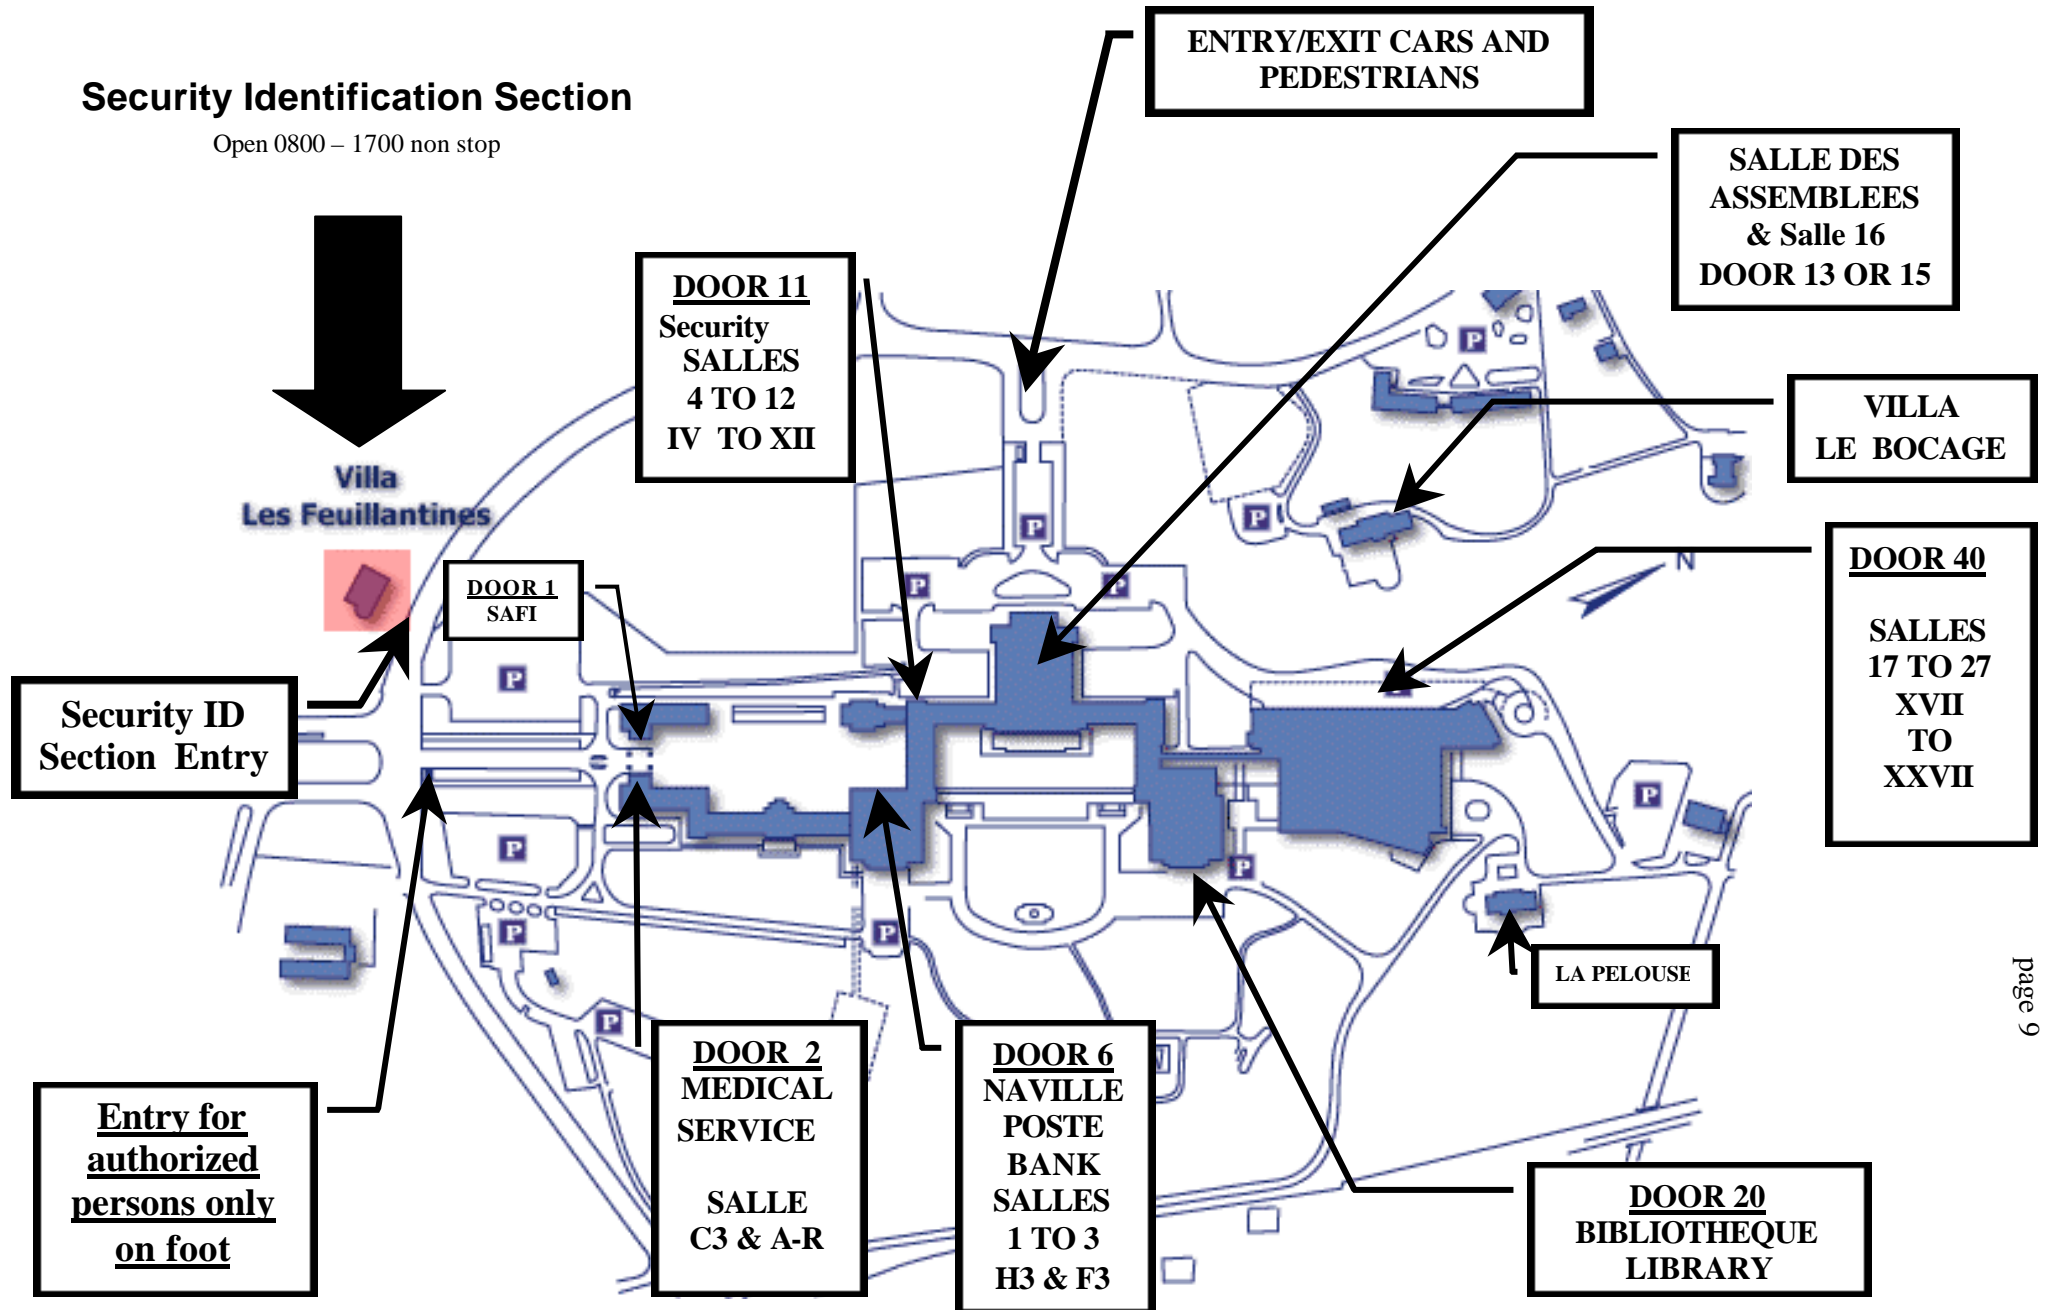 ENTRY/EXIT CARS AND
PEDESTRIANS
Security Identification Section
Open 0800 – 1700 non stop
SALLE DES
ASSEMBLEES
& Salle 16
DOOR 13 OR 15
DOOR 11
Security
SALLES
4 TO 12
IV TO XII
VILLA
LE BOCAGE
Villa
Les Feuillantines
DOOR 1
SAFI
DOOR 40
SALLES
17 TO 27
XVII
TO
XXVII
N
Security ID
Section Entry
P
P
P
P
P
P
P
P
P
P
P
P
P
P
LA PELOUSE
page 9
Entry for
authorized
persons only
on foot
DOOR 2
MEDICAL
SERVICE
SALLE
C3 & A-R
DOOR 6
NAVILLE
POSTE
BANK
SALLES
1 TO 3
H3 & F3
DOOR 20
BIBLIOTHEQUE
LIBRARY